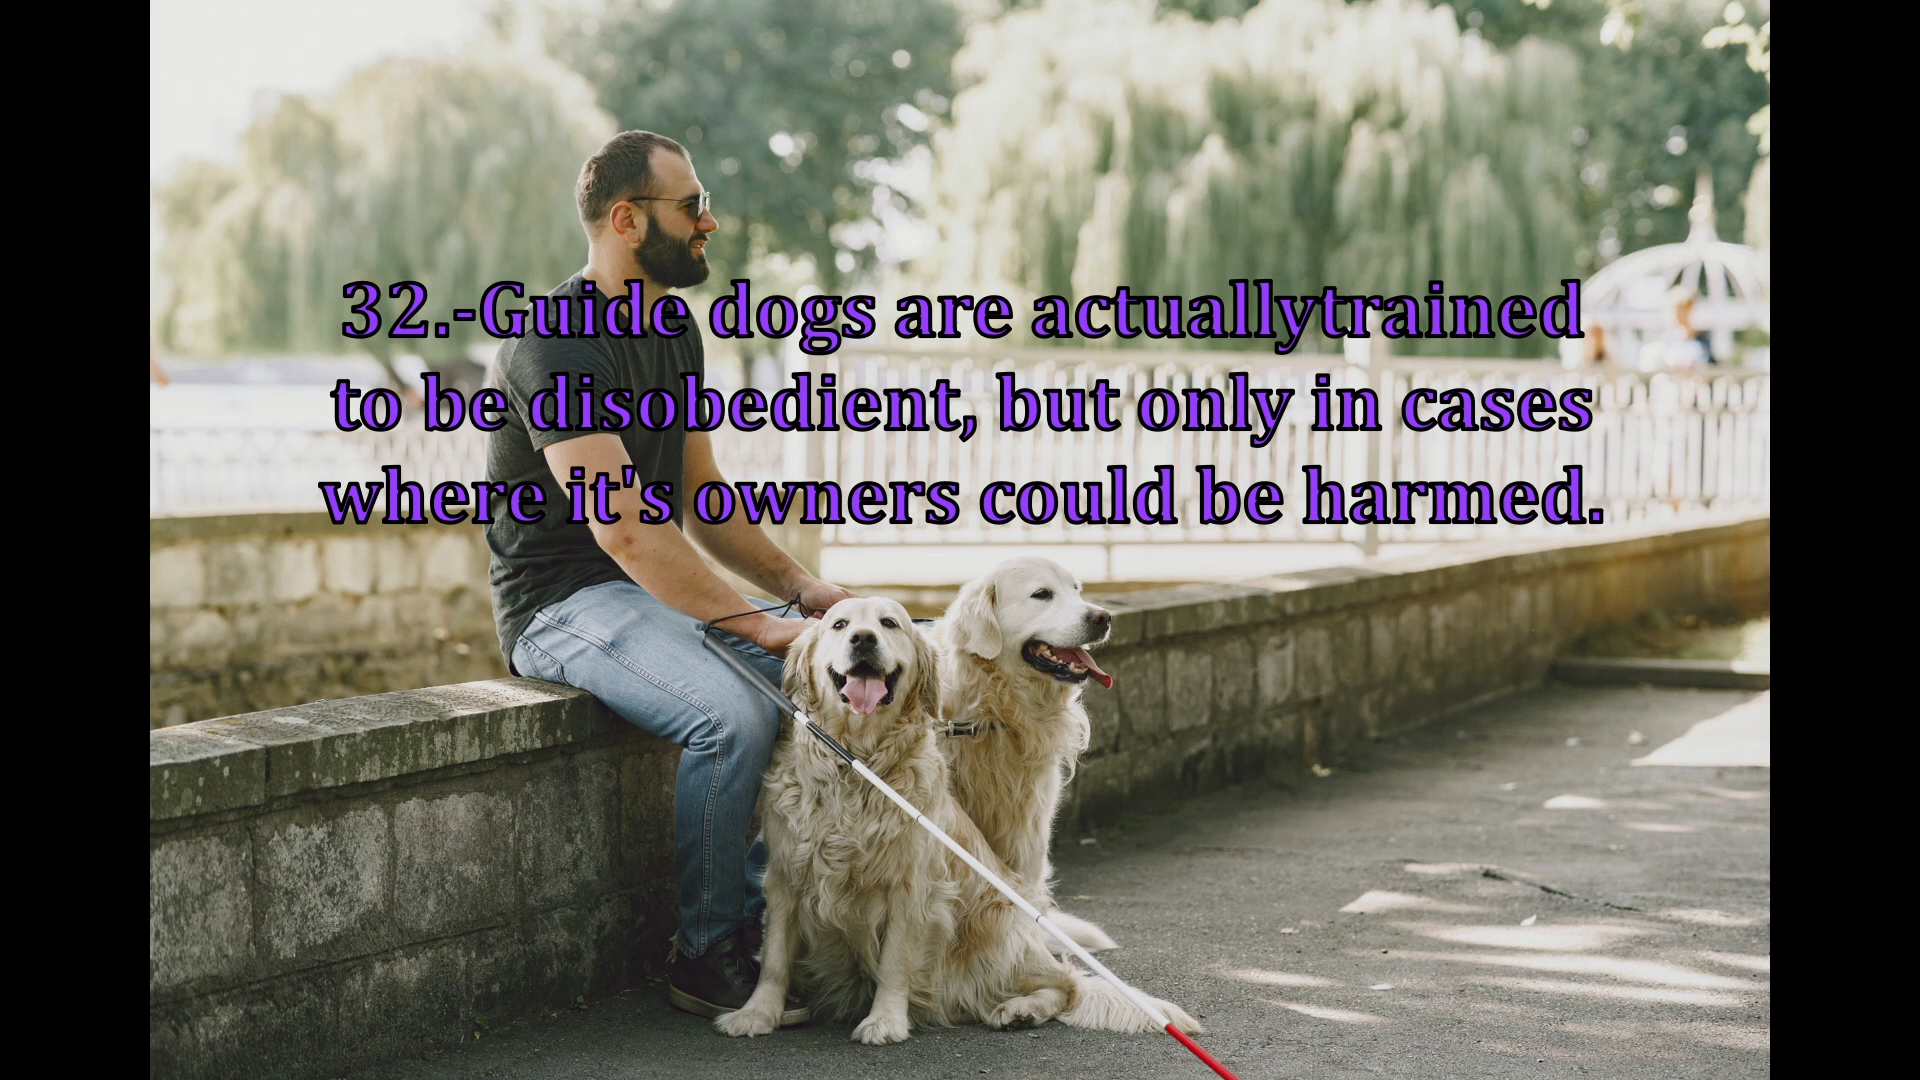 32.-Guide dogs are actuallytrained
to be disobedient, but only in cases
where it's owners could be harmed.